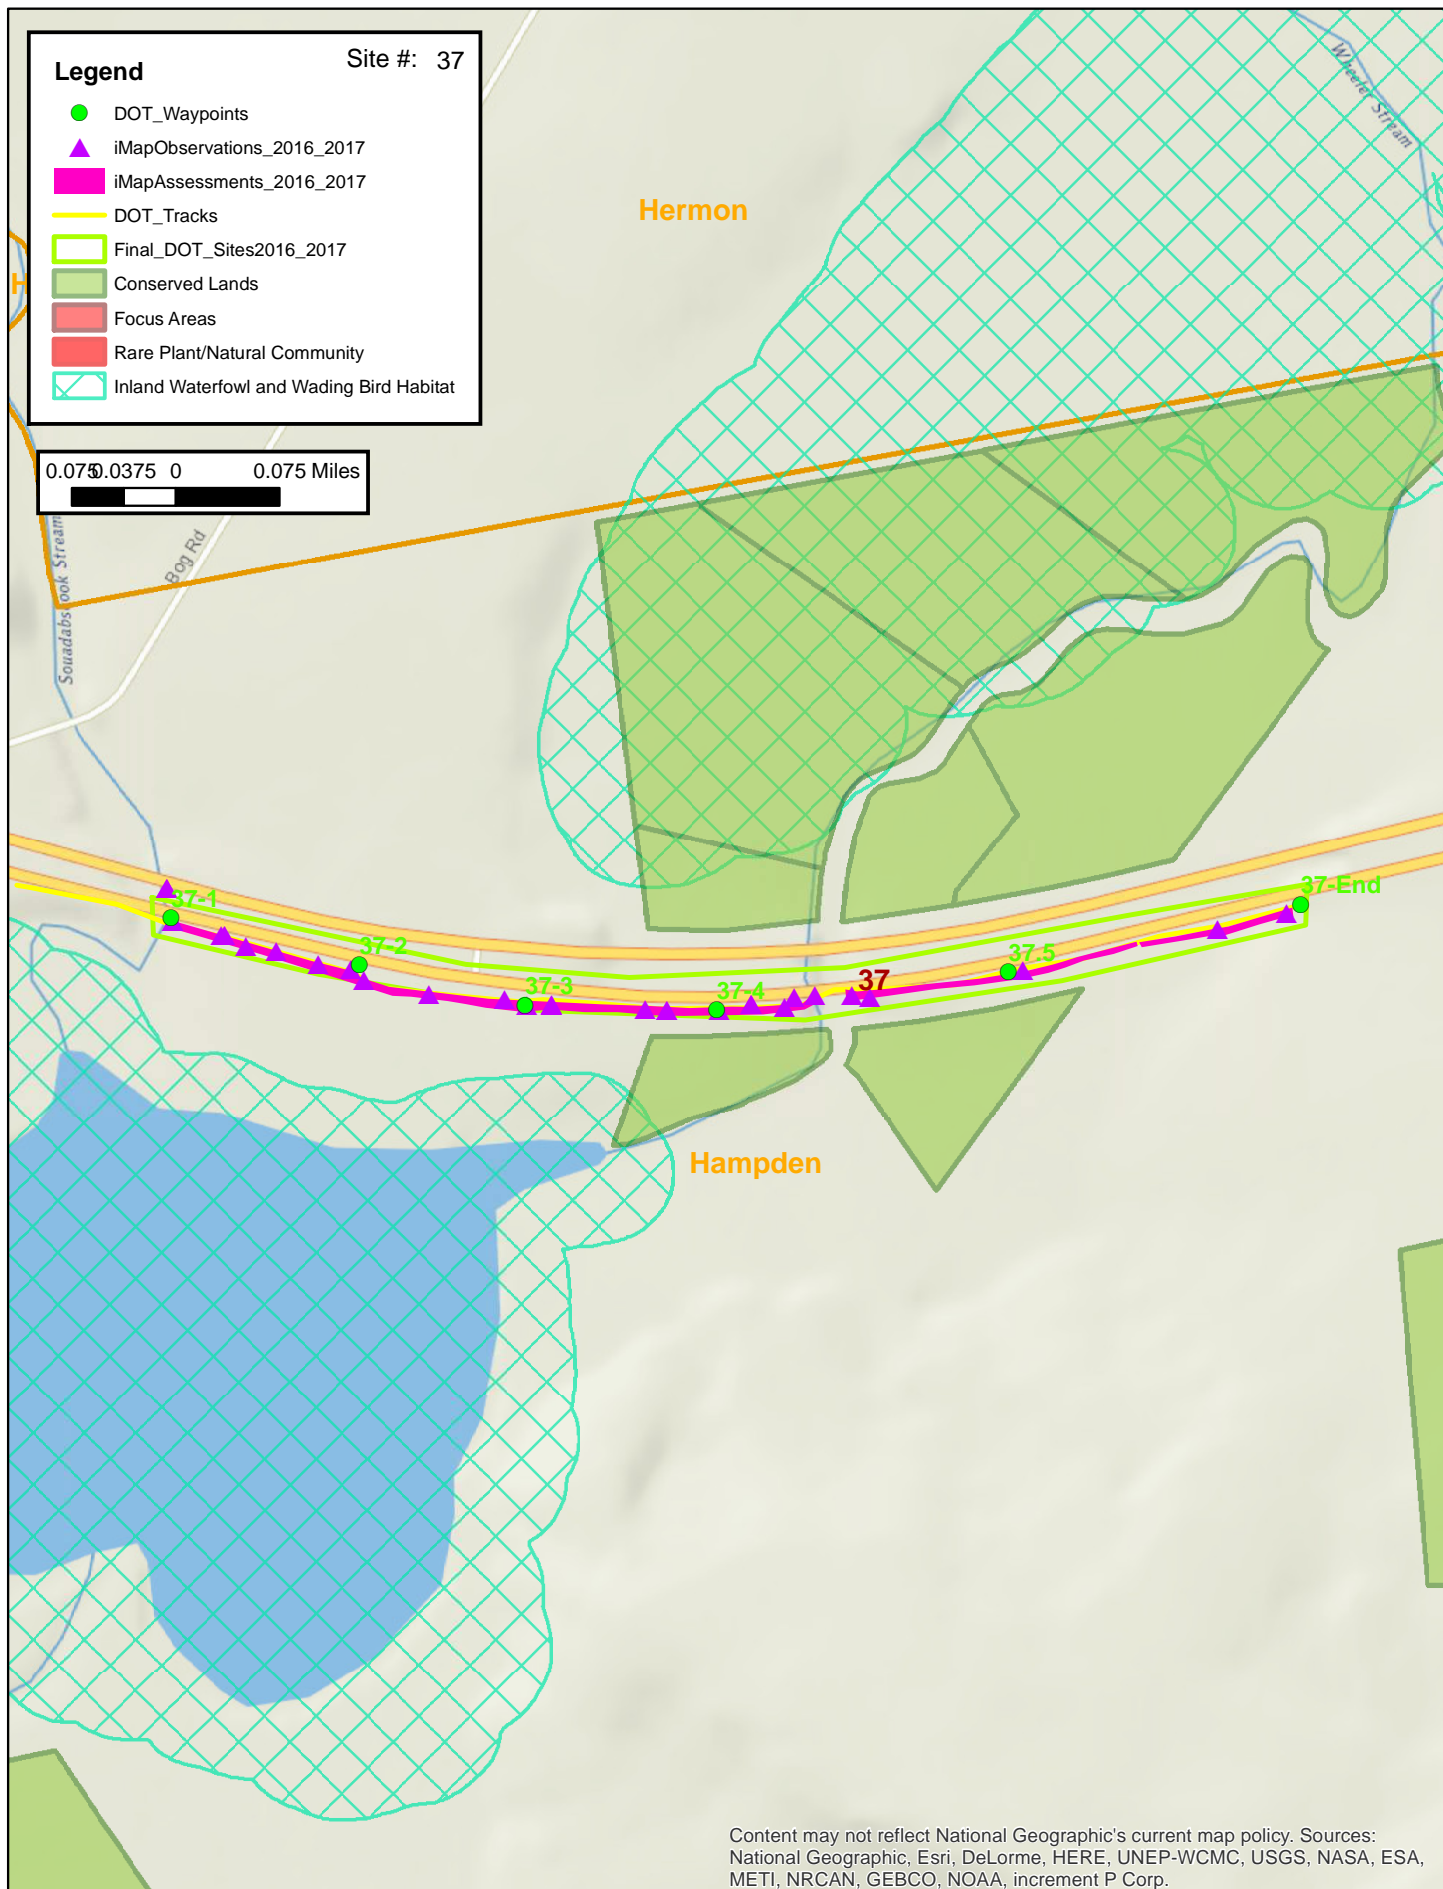 Legend
Site #: 37
DOT_Waypoints
iMapObservations_2016_2017
iMapAssessments_2016_2017
DOT_Tracks
Final_DOT_Sites2016_2017
Conserved Lands
Focus Areas
Rare Plant/Natural Community
Inland Waterfowl and Wading Bird Habitat
0.075 0.0375 0 0.075 Miles
Wheeler Stream
Hermon
H
Bog Rd
Souadabscook Stream
37-1
37-End
37-2
37.5
37
37-3
37-4
Hampden
Content may not reflect National Geographic's current map policy. Sources:
National Geographic, Esri, DeLorme, HERE, UNEP-WCMC, USGS, NASA, ESA,
METI, NRCAN, GEBCO, NOAA, increment P Corp.